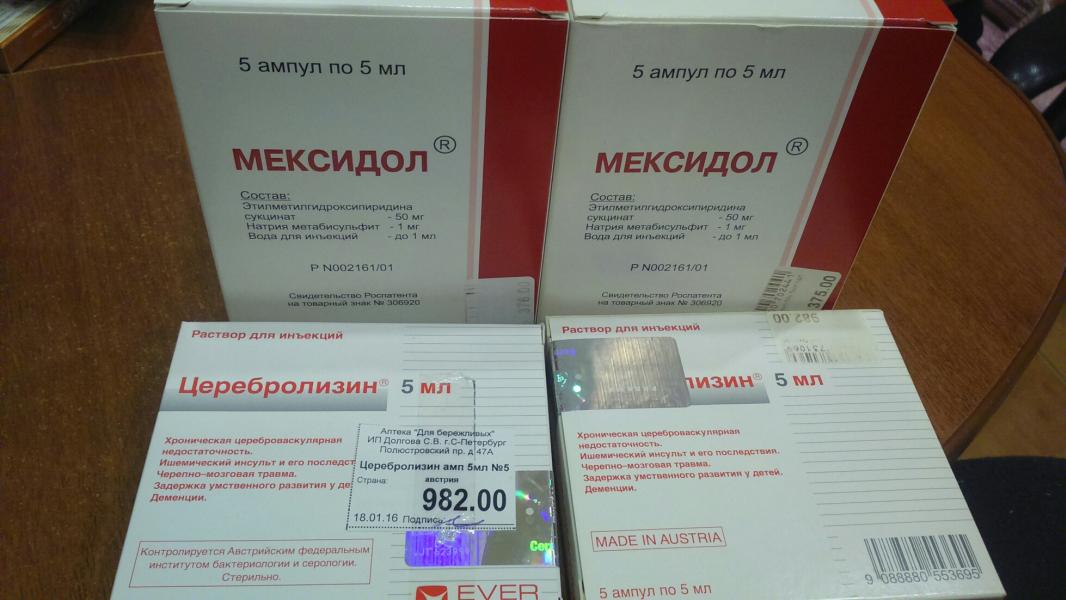 5 ампул по 5 мл
МЕКСИДОЛ®
Состав:
Этилметилгидроксипиридина
сукцинат - 50 мг
Натрия метабисульфит - 1 мг
Вода для инъекций - до 1 мл
Р N002161/01
Свидетельство Роспатента
на товарный знак № 306920
376.00
5 ампул по 5 мл
МЕКСИДОЛ®
Состав:
Этилметилгидроксипиридина
сукцинат - 50 мг
Натрия метабисульфит - 1 мг
Вода для инъекций - до 1 мл
Р N002161/01
Свидетельство Роспатента
на товарный знак № 306920
375.00
Раствор для инъекций
Церебролизин® 5 мл
Хроническая цереброваскулярная
недостаточность.
Ишемический инсульт и его последст
Черепно-мозговая травма.
Задержка умственного развития у де
Деменции.
Аптека "Для бережливых"
ИП Долгова С.В. г.С-Петербург
Полюстровский пр. д 47А
Церебролизин амп 5мл №5
Страна: австрия
982.00
18.01.16 Подпись:
Контролируется Австрийским федеральным
институтом бактериологии и серологии.
Стерильно.
EVER
Раствор для инъекций
982.00
лизин® 5 мл
Хроническая цереброваскулярная
недостаточность.
Ишемический инсульт и его последствия.
Черепно-мозговая травма.
Задержка умственного развития у детей.
Деменции.
MADE IN AUSTRIA
5 ампул по 5 мл
9 088880 553695